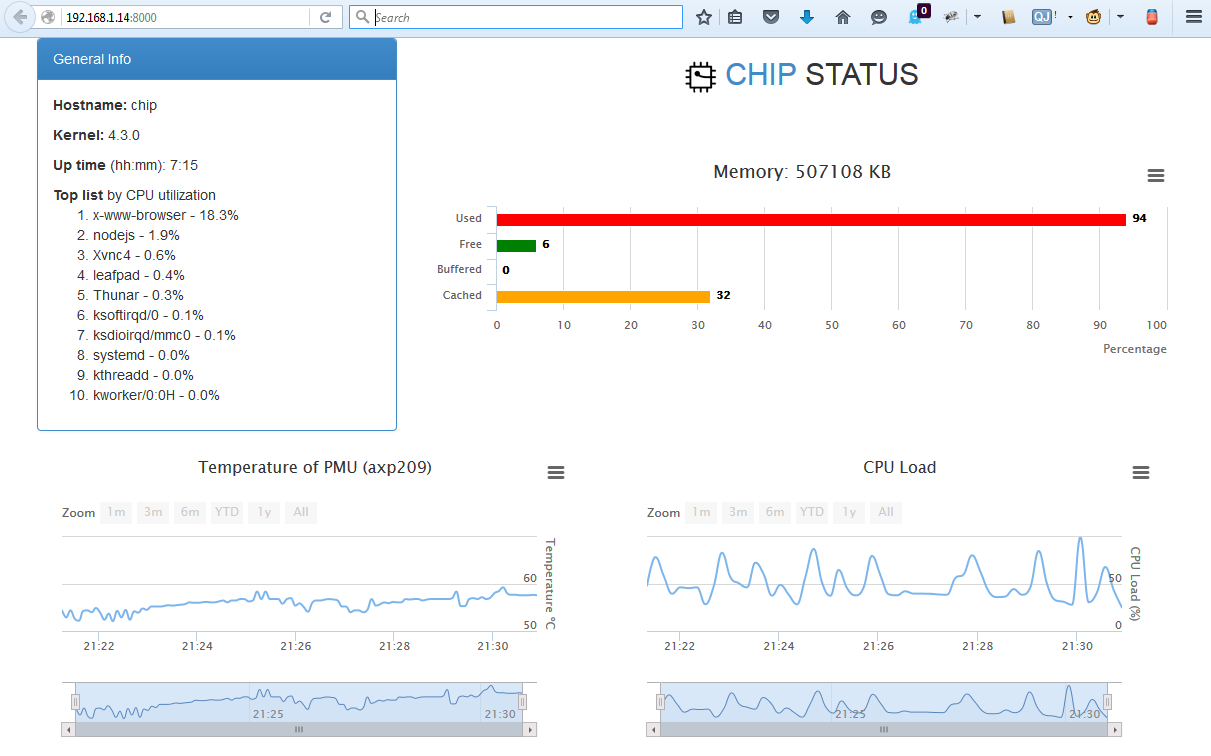 192.168.1.14:8000
Search
0
QJ !
General Info
Hostname: chip
Kernel: 4.3.0
Up time (hh:mm): 7:15
Top list by CPU utilization
1. x-www-browser - 18.3%
2. nodejs - 1.9%
3. Xvnc4 - 0.6%
4. leafpad - 0.4%
5. Thunar - 0.3%
6. ksoftirqd/0 - 0.1%
7. ksdioirqd/mmc0 - 0.1%
8. systemd - 0.0%
9. kthreadd - 0.0%
10. kworker/0:0H - 0.0%
CHIP STATUS
Memory: 507108 KB
Used 94
Free 6
Buffered 0
Cached 32
0 10 20 30 40 50 60 70 80 90 100
Percentage
Temperature of PMU (axp209)
Zoom 1m 3m 6m YTD 1y All
60
50
Temperature °C
21:22 21:24 21:26 21:28 21:30
21:25 21:30
CPU Load
Zoom 1m 3m 6m YTD 1y All
50
0
CPU Load (%)
21:22 21:24 21:26 21:28 21:30
21:25 21:30